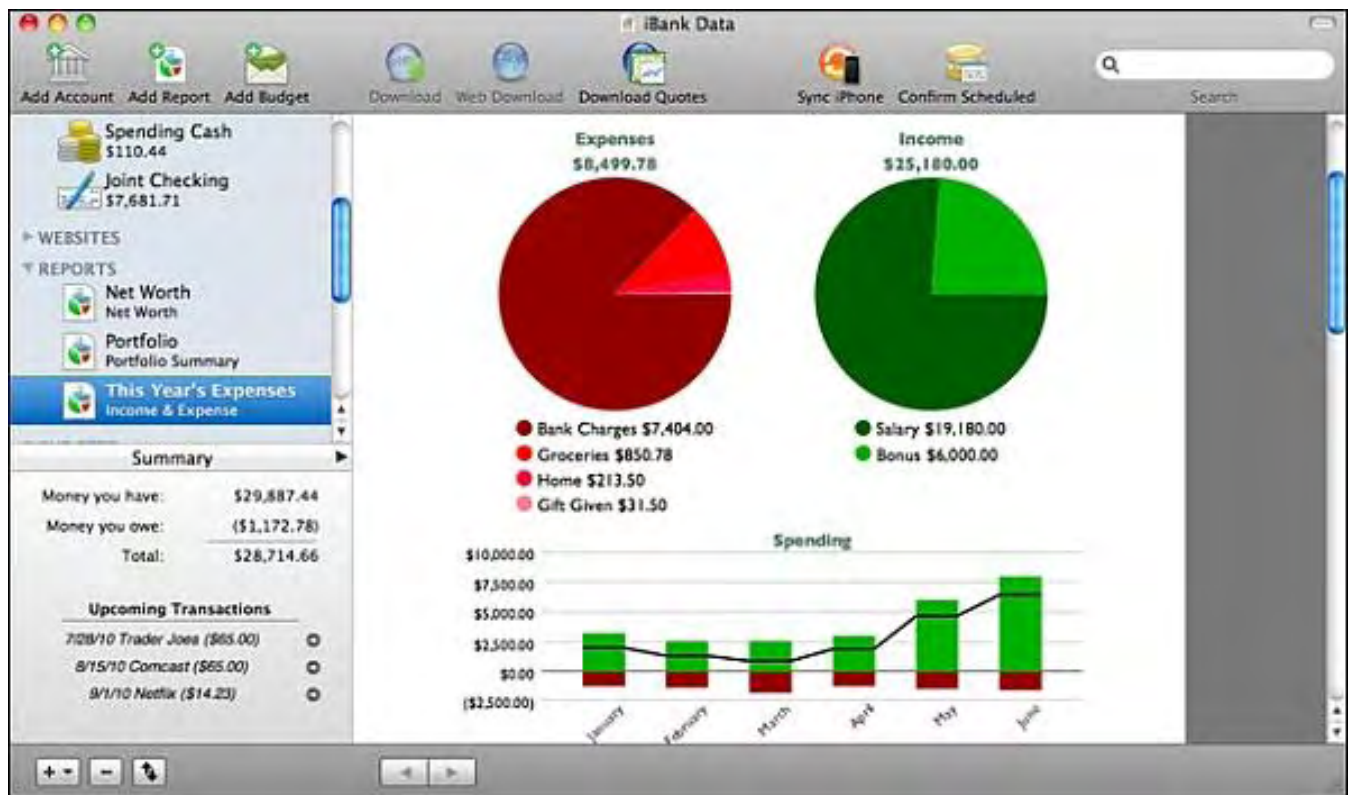 iBank Data
Add Account Add Report Add Budget Download Web Download Download Quotes Sync iPhone Confirm Scheduled Search
Spending Cash
$110.44
Joint Checking
$7,681.71
WEBSITES
REPORTS
Net Worth
Net Worth
Portfolio
Portfolio Summary
This Year's Expenses
Income & Expense
Summary
Money you have: $29,887.44
Money you owe: ($1,172.78)
Total: $28,714.66
Upcoming Transactions
7/28/10 Trader Joes ($65.00)
8/15/10 Comcast ($65.00)
9/1/10 Netflix ($14.23)
Expenses
$8,499.78
Bank Charges $7,404.00
Groceries $850.78
Home $213.50
Gift Given $31.50
Income
$25,180.00
Salary $19,180.00
Bonus $6,000.00
Spending
$10,000.00
$7,500.00
$5,000.00
$2,500.00
$0.00
($2,500.00)
January February March April May June